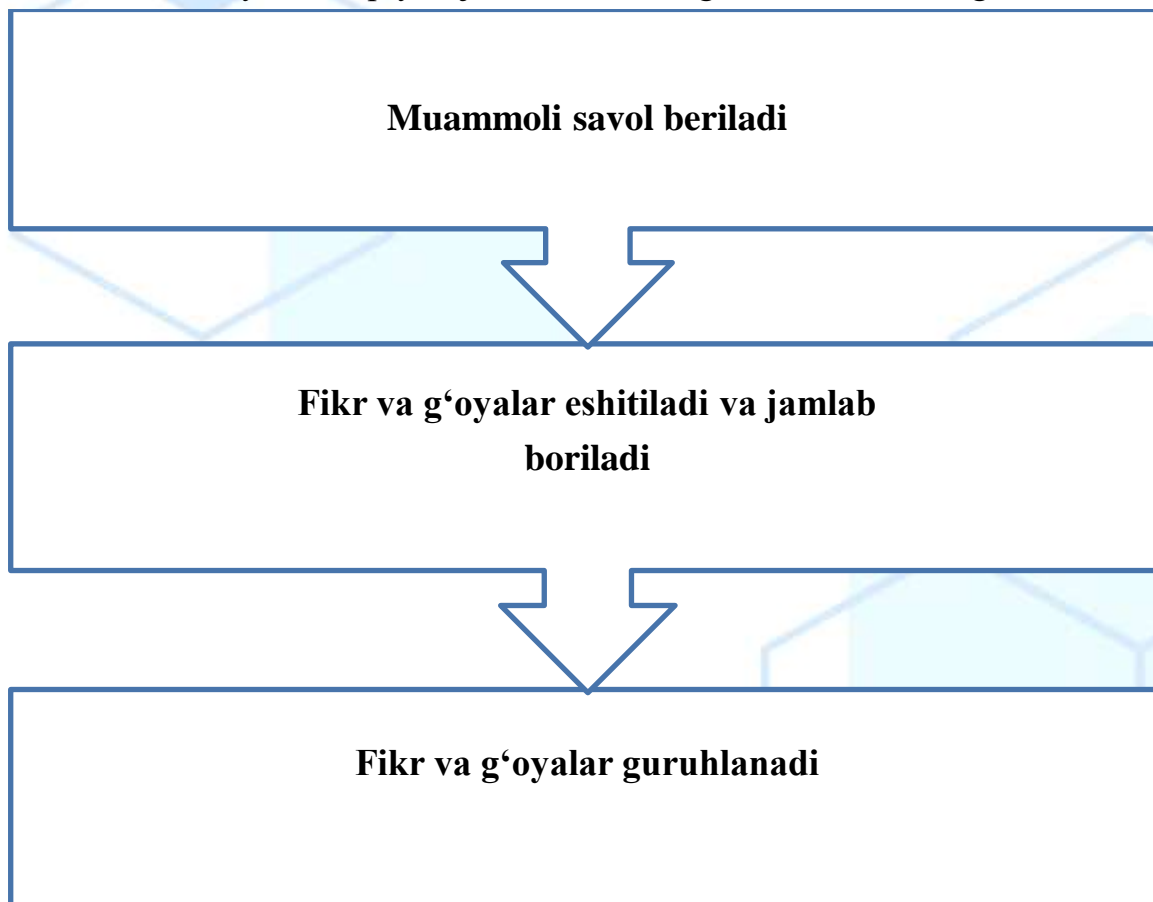 Muammoli savol beriladi
Fikr va g‘oyalar eshitiladi va jamlab
boriladi
Fikr va g‘oyalar guruhlanadi